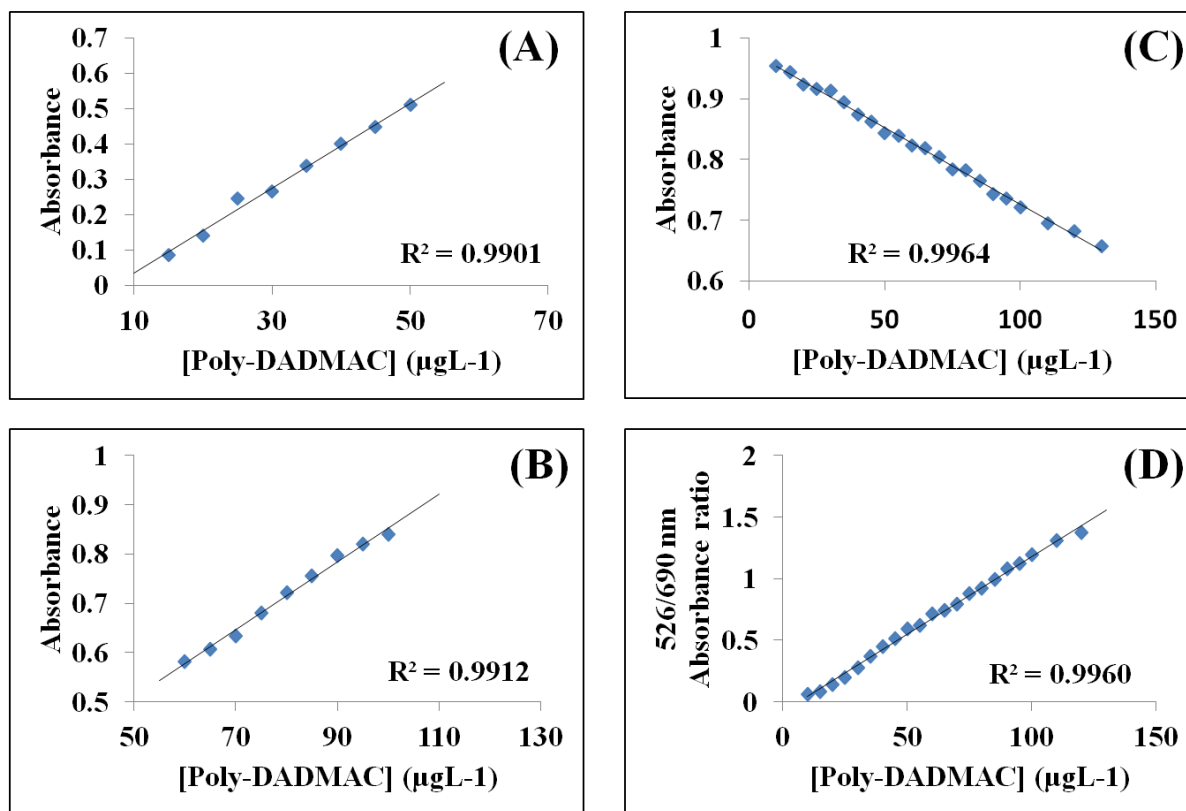 (A)
Absorbance
0.7
0.6
0.5
0.4
0.3
0.2
0.1
0
R² = 0.9901
10 30 50 70
[Poly-DADMAC] (µgL-1)
(C)
Absorbance
1
0.9
0.8
0.7
0.6
R² = 0.9964
0 50 100 150
[Poly-DADMAC] (µgL-1)
(B)
Absorbance
1
0.9
0.8
0.7
0.6
0.5
R² = 0.9912
50 70 90 110 130
[Poly-DADMAC] (µgL-1)
(D)
526/690 nm
Absorbance ratio
2
1.5
1
0.5
0
R² = 0.9960
0 50 100 150
[Poly-DADMAC] (µgL-1)